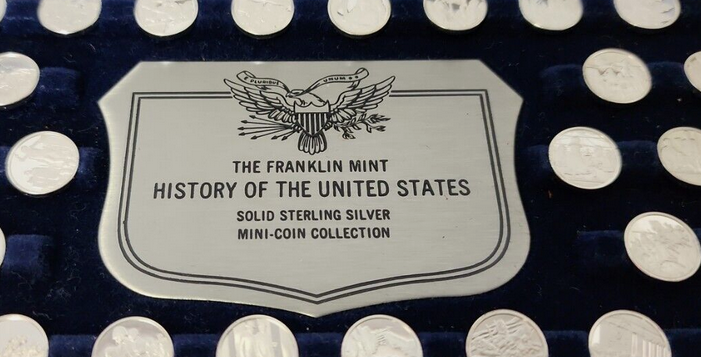 E PLURIBUS UNUM
THE FRANKLIN MINT
HISTORY OF THE UNITED STATES
SOLID STERLING SILVER
MINI-COIN COLLECTION